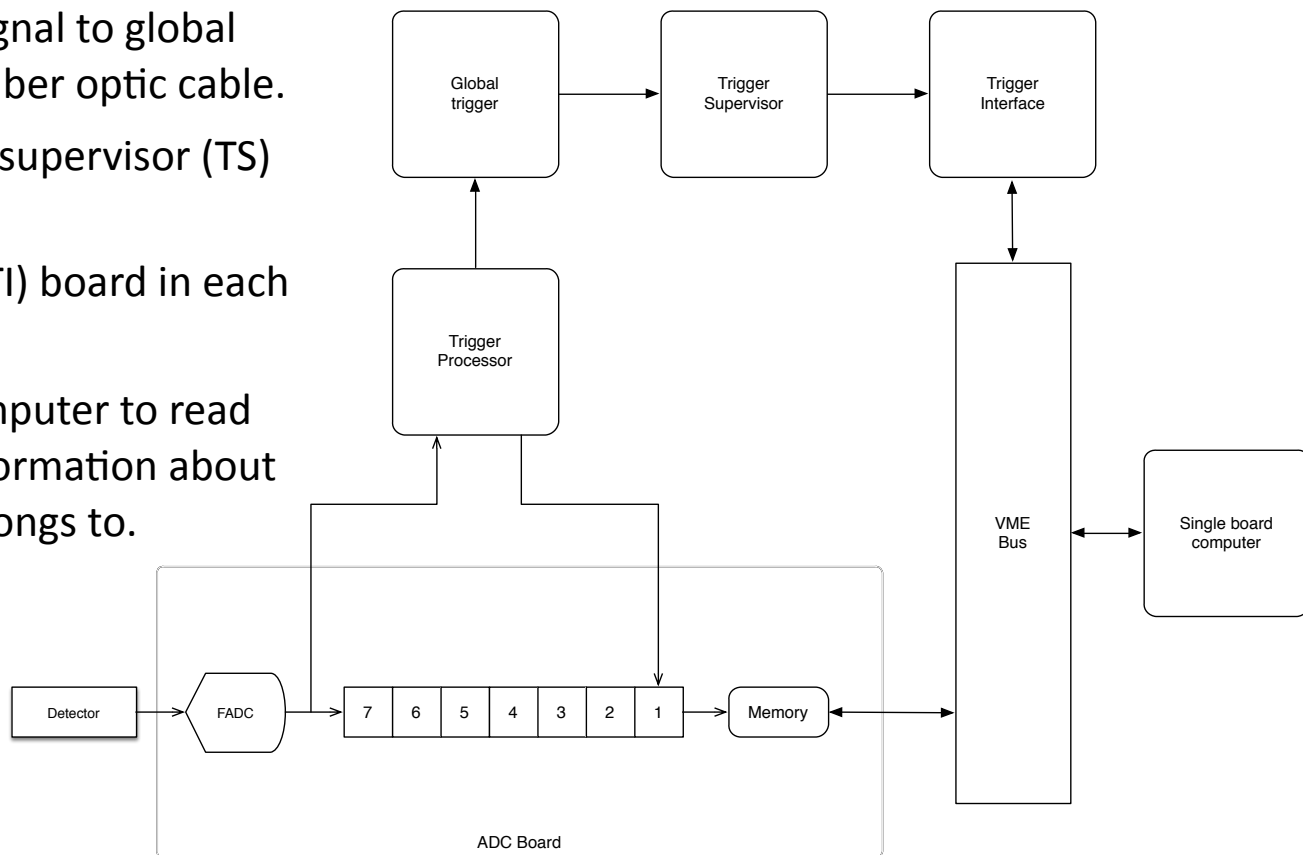 gnal to global
ber optic cable.
supervisor (TS)
TI) board in each
nputer to read
ormation about
ongs to.
Global
trigger
Trigger
Supervisor
Trigger
Interface
Trigger
Processor
VME
Bus
Single board
computer
Detector
FADC
7 6 5 4 3 2 1
Memory
ADC Board